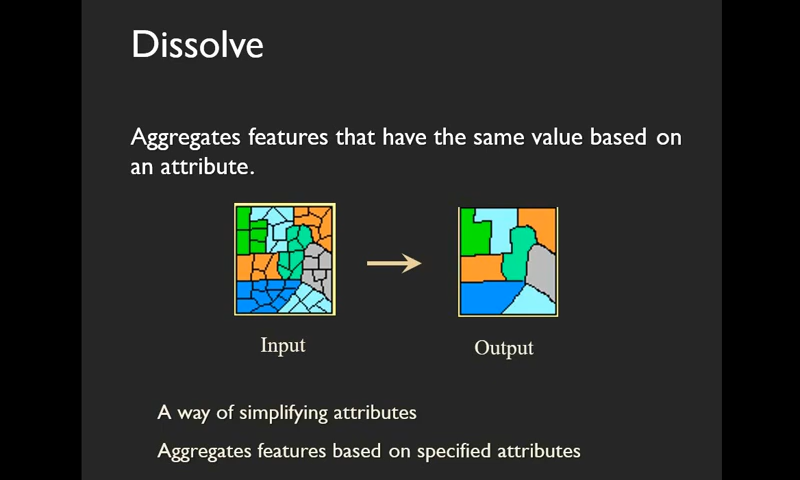 Dissolve
Aggregates features that have the same value based on
an attribute.
Input
Output
A way of simplifying attributes
Aggregates features based on specified attributes